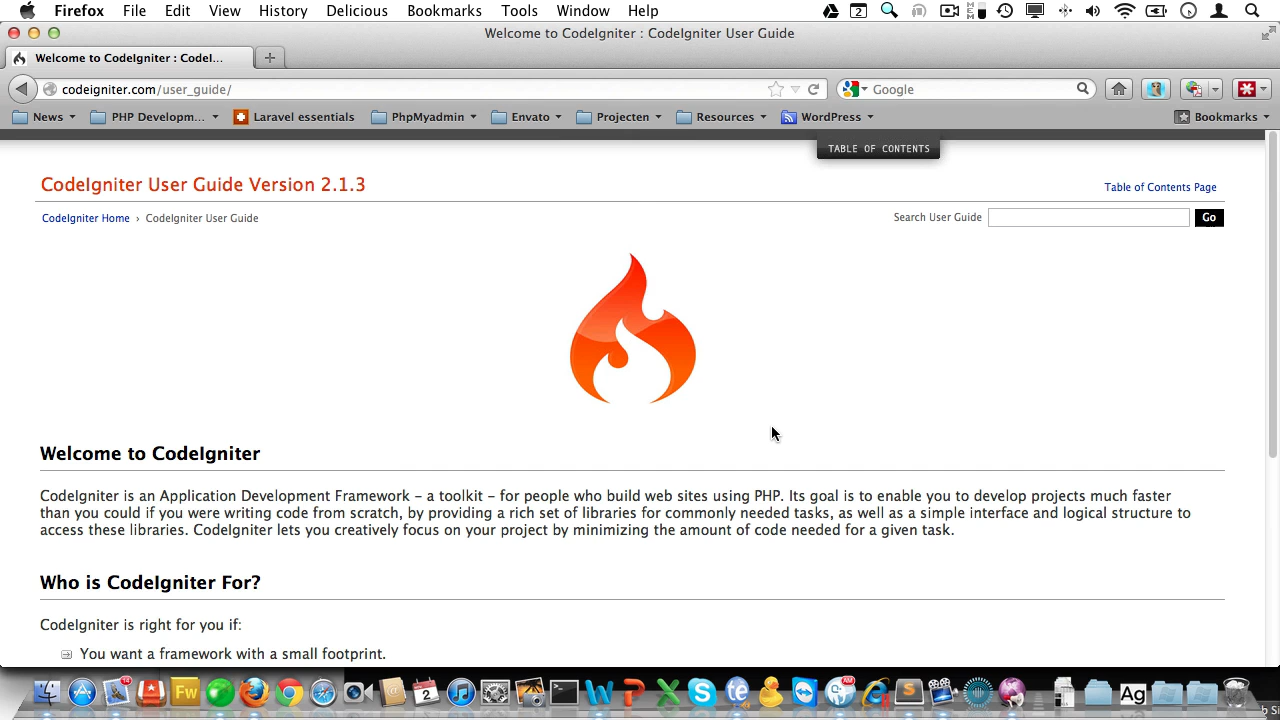 Firefox File Edit View History Delicious Bookmarks Tools Window Help
Welcome to CodeIgniter : CodeIgniter User Guide
Welcome to CodeIgniter : CodeI...
codeigniter.com/user_guide/ Google
News PHP Developm... Laravel essentials PhpMyadmin Envato Projecten Resources WordPress Bookmarks
TABLE OF CONTENTS
CodeIgniter User Guide Version 2.1.3
Table of Contents Page
CodeIgniter Home › CodeIgniter User Guide
Search User Guide Go
Welcome to CodeIgniter
CodeIgniter is an Application Development Framework – a toolkit – for people who build web sites using PHP. Its goal is to enable you to develop projects much faster
than you could if you were writing code from scratch, by providing a rich set of libraries for commonly needed tasks, as well as a simple interface and logical structure to
access these libraries. CodeIgniter lets you creatively focus on your project by minimizing the amount of code needed for a given task.
Who is CodeIgniter For?
CodeIgniter is right for you if:
You want a framework with a small footprint.